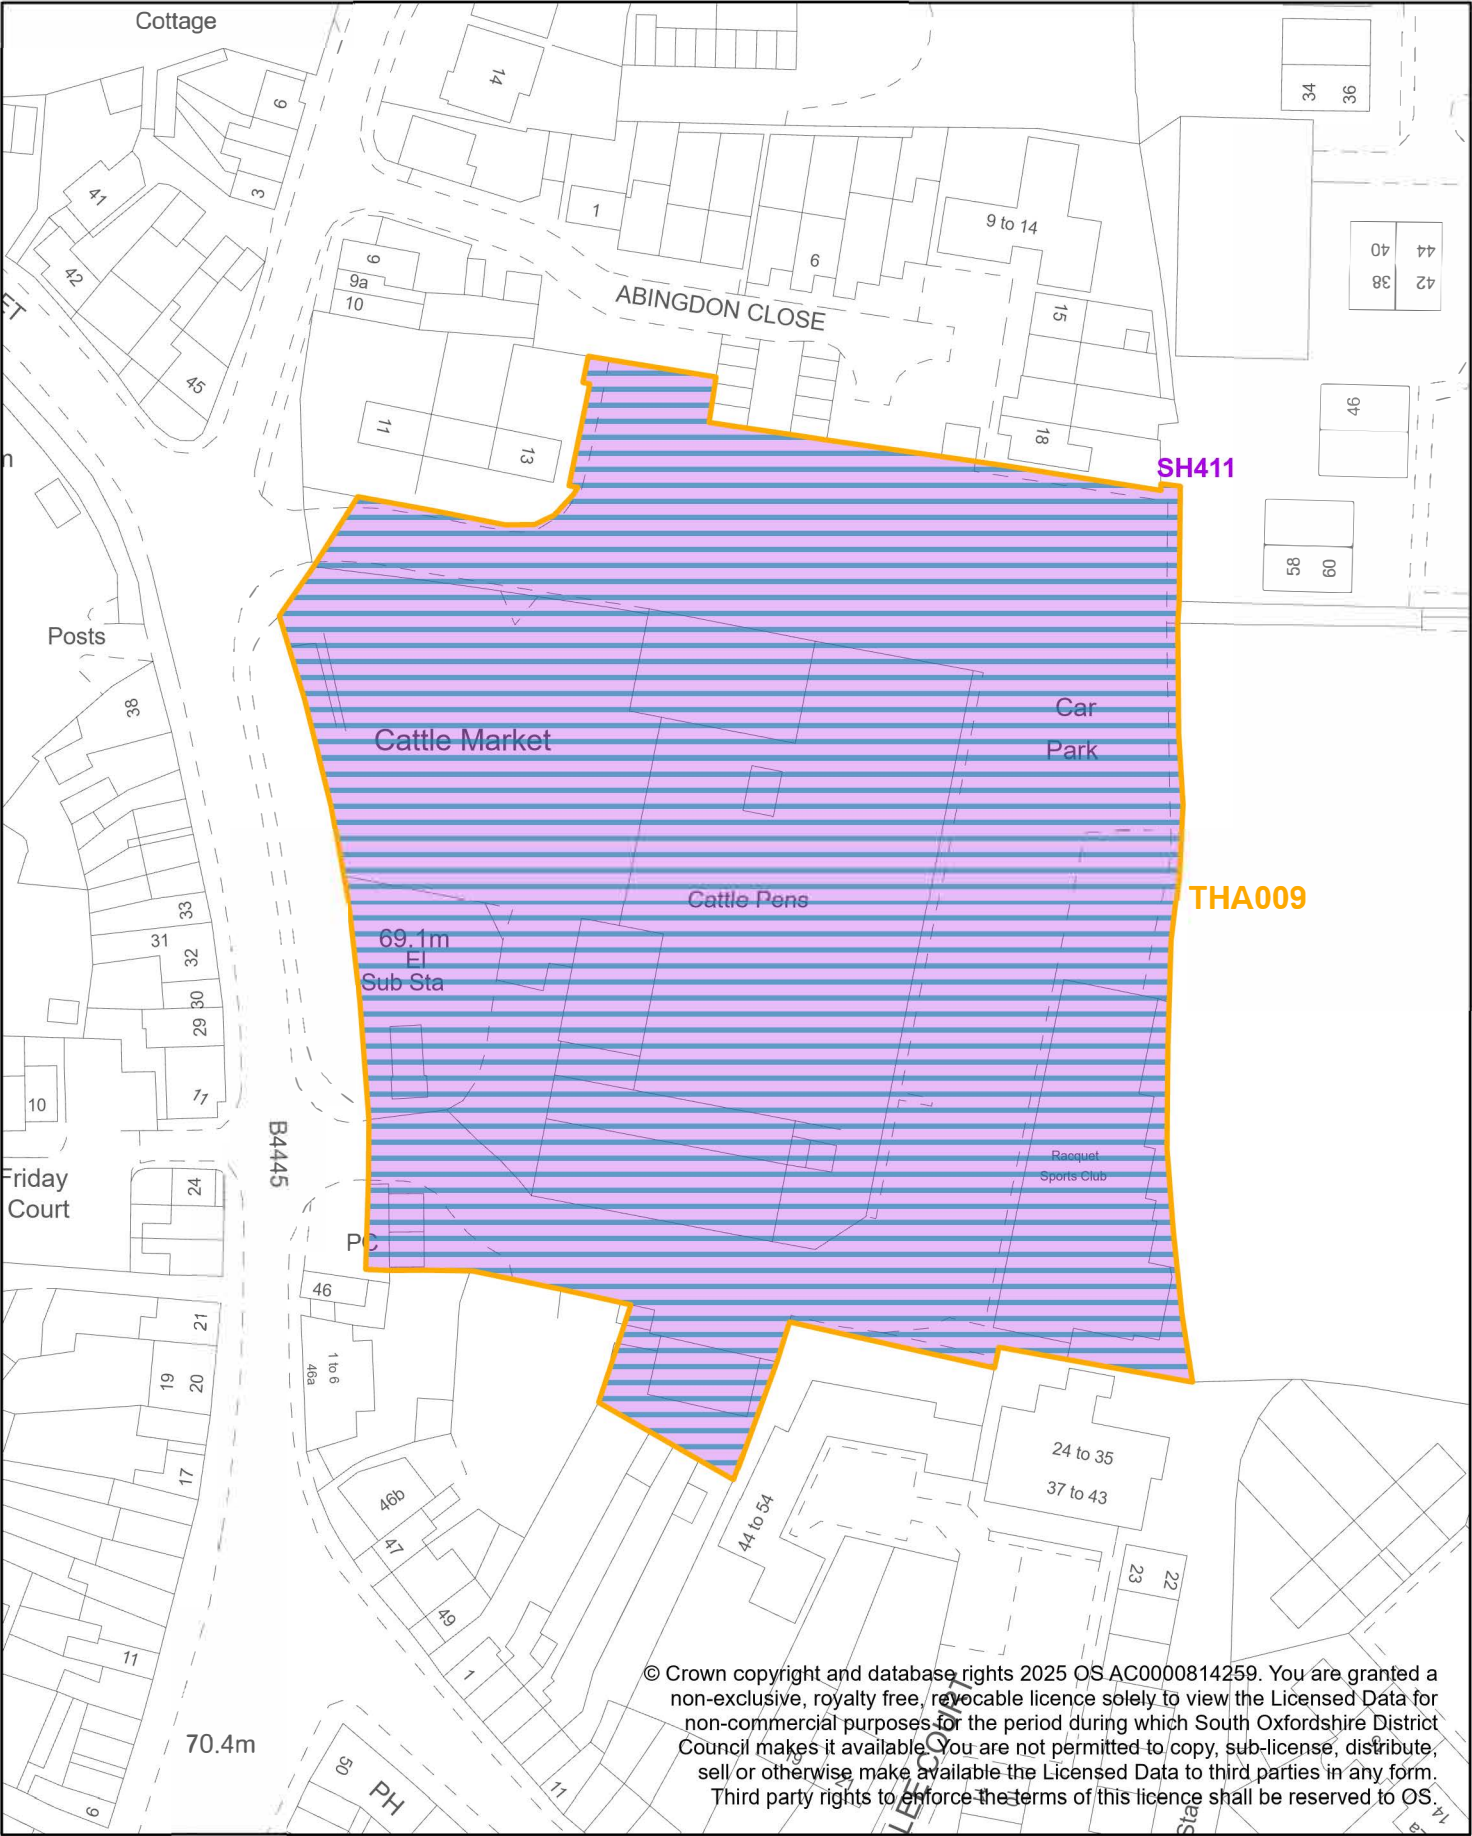 Cottage
14
34
36
9
3
41
42
1
9 to 14
6
40
44
38
42
9
9a
10
ABINGDON CLOSE
15
45
46
11
13
18
SH411
58
60
Posts
38
Car
Park
Cattle Market
Cattle Pens
THA009
33
31
32
69.1m
El
Sub Sta
30
29
11
10
B4445
Racquet
Sports Club
Friday
Court
24
PC
46
21
1 to 6
46a
19
20
17
24 to 35
37 to 43
46b
44 to 54
47
23
22
49
1
11
© Crown copyright and database rights 2025 OS AC0000814259. You are granted a
non-exclusive, royalty free, revocable licence solely to view the Licensed Data for
non-commercial purposes for the period during which South Oxfordshire District
Council makes it available. You are not permitted to copy, sub-license, distribute,
sell or otherwise make available the Licensed Data to third parties in any form.
Third party rights to enforce the terms of this licence shall be reserved to OS.
LEE COURT
70.4m
50
PH
11
9
Sta
14